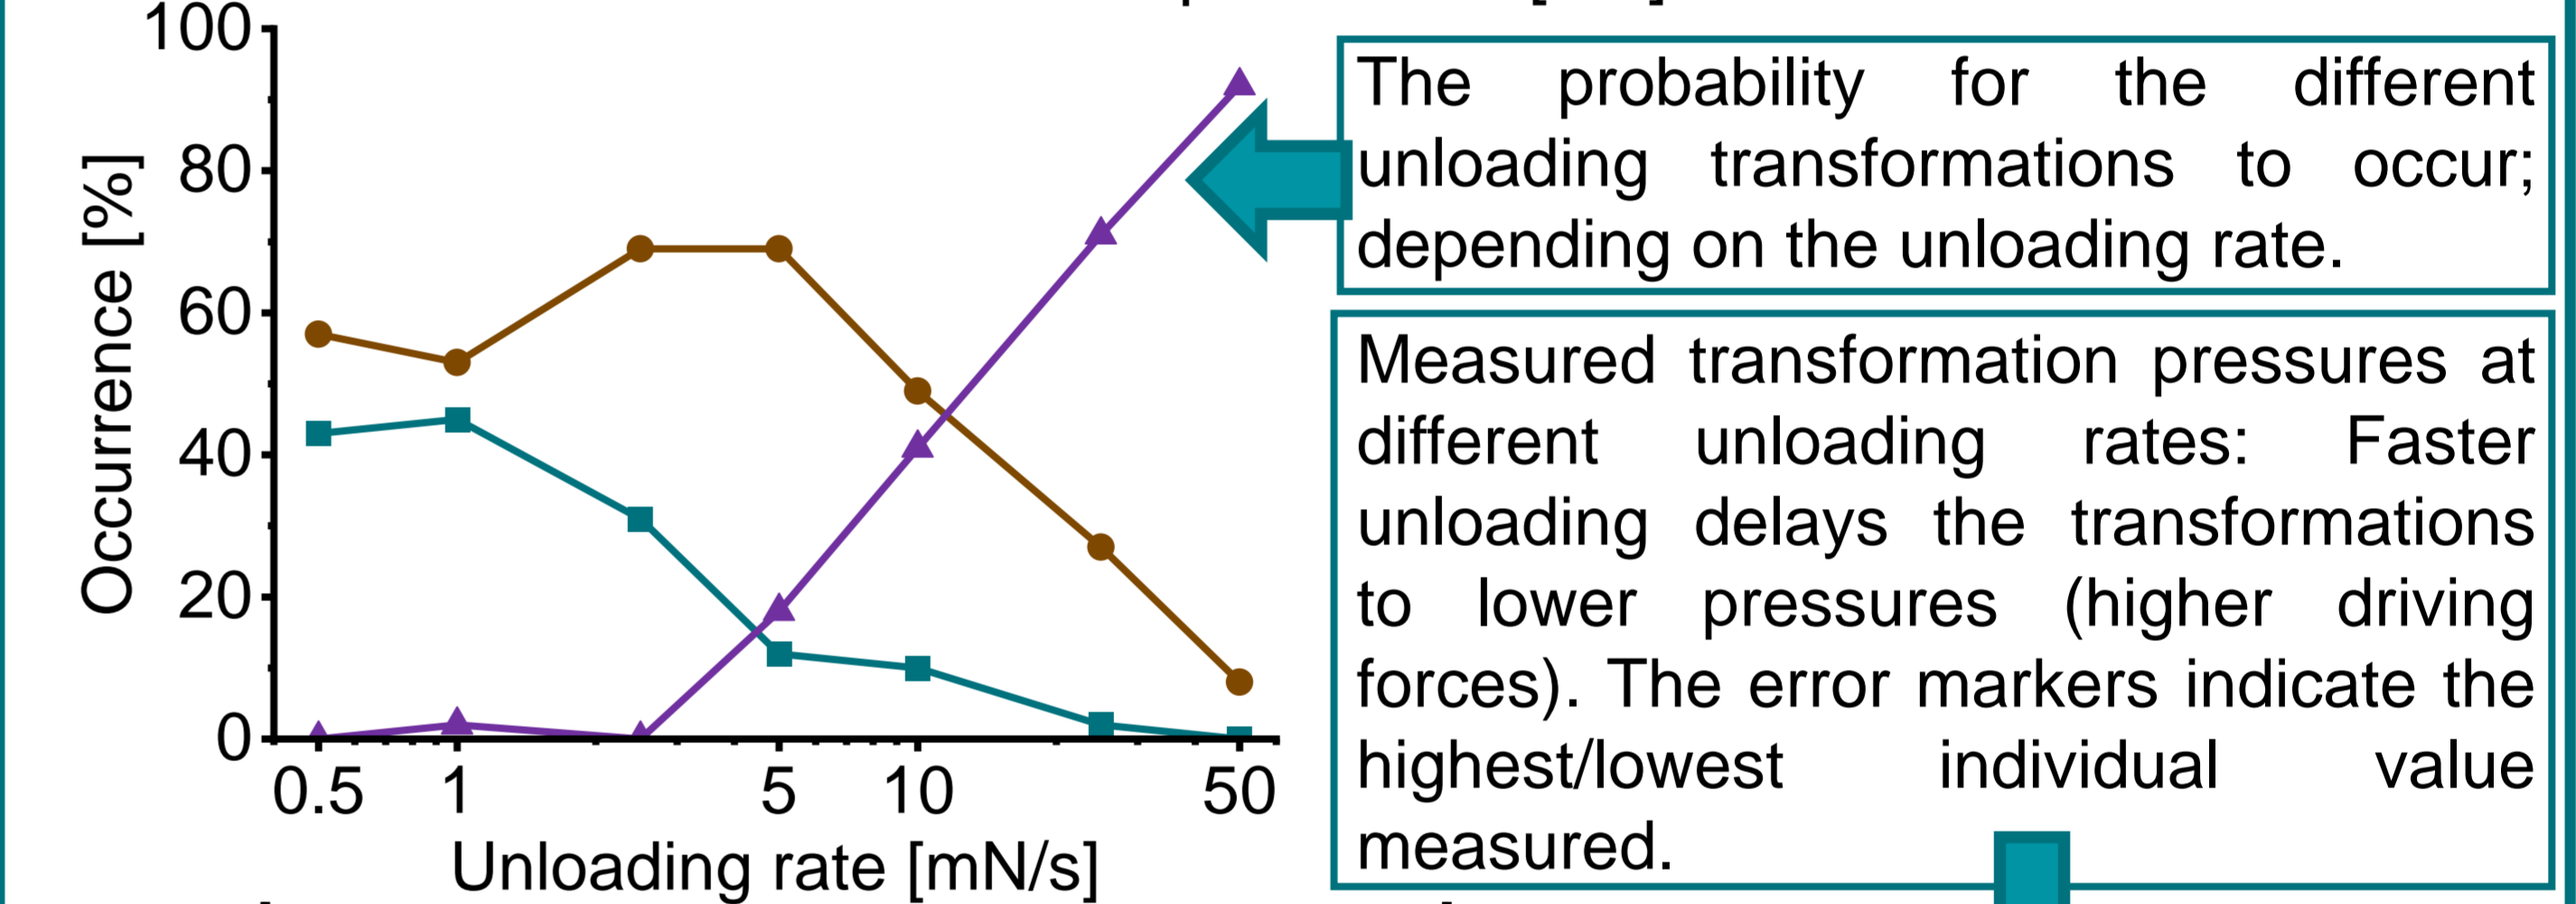 100
80
60
40
20
0
Occurrence [%]
0.5 1 5 10 50
Unloading rate [mN/s]
The probability for the different
unloading transformations to occur;
depending on the unloading rate.
Measured transformation pressures at
different unloading rates: Faster
unloading delays the transformations
to lower pressures (higher driving
forces). The error markers indicate the
highest/lowest individual value
measured.